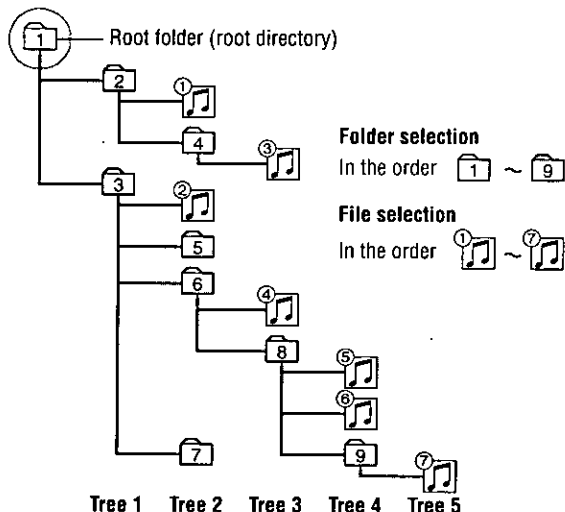 1 Root folder (root directory)
2
①
4
③
3
②
5
6
④
8
⑤
⑥
7
9
⑦
Tree 1 Tree 2 Tree 3 Tree 4 Tree 5
Folder selection
In the order 1 ~ 9
File selection
In the order ① ~ ⑦